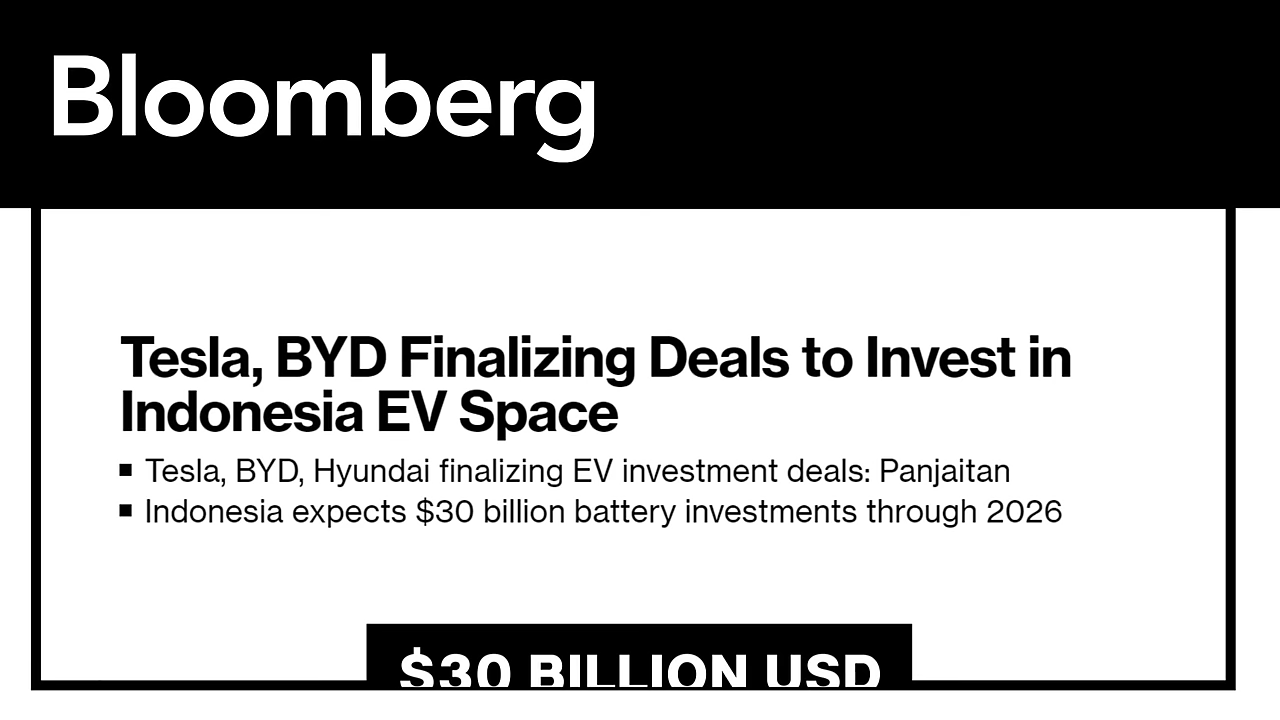 Bloomberg
Tesla, BYD Finalizing Deals to Invest in
Indonesia EV Space
▪ Tesla, BYD, Hyundai finalizing EV investment deals: Panjaitan
▪ Indonesia expects $30 billion battery investments through 2026
$30 BILLION USD